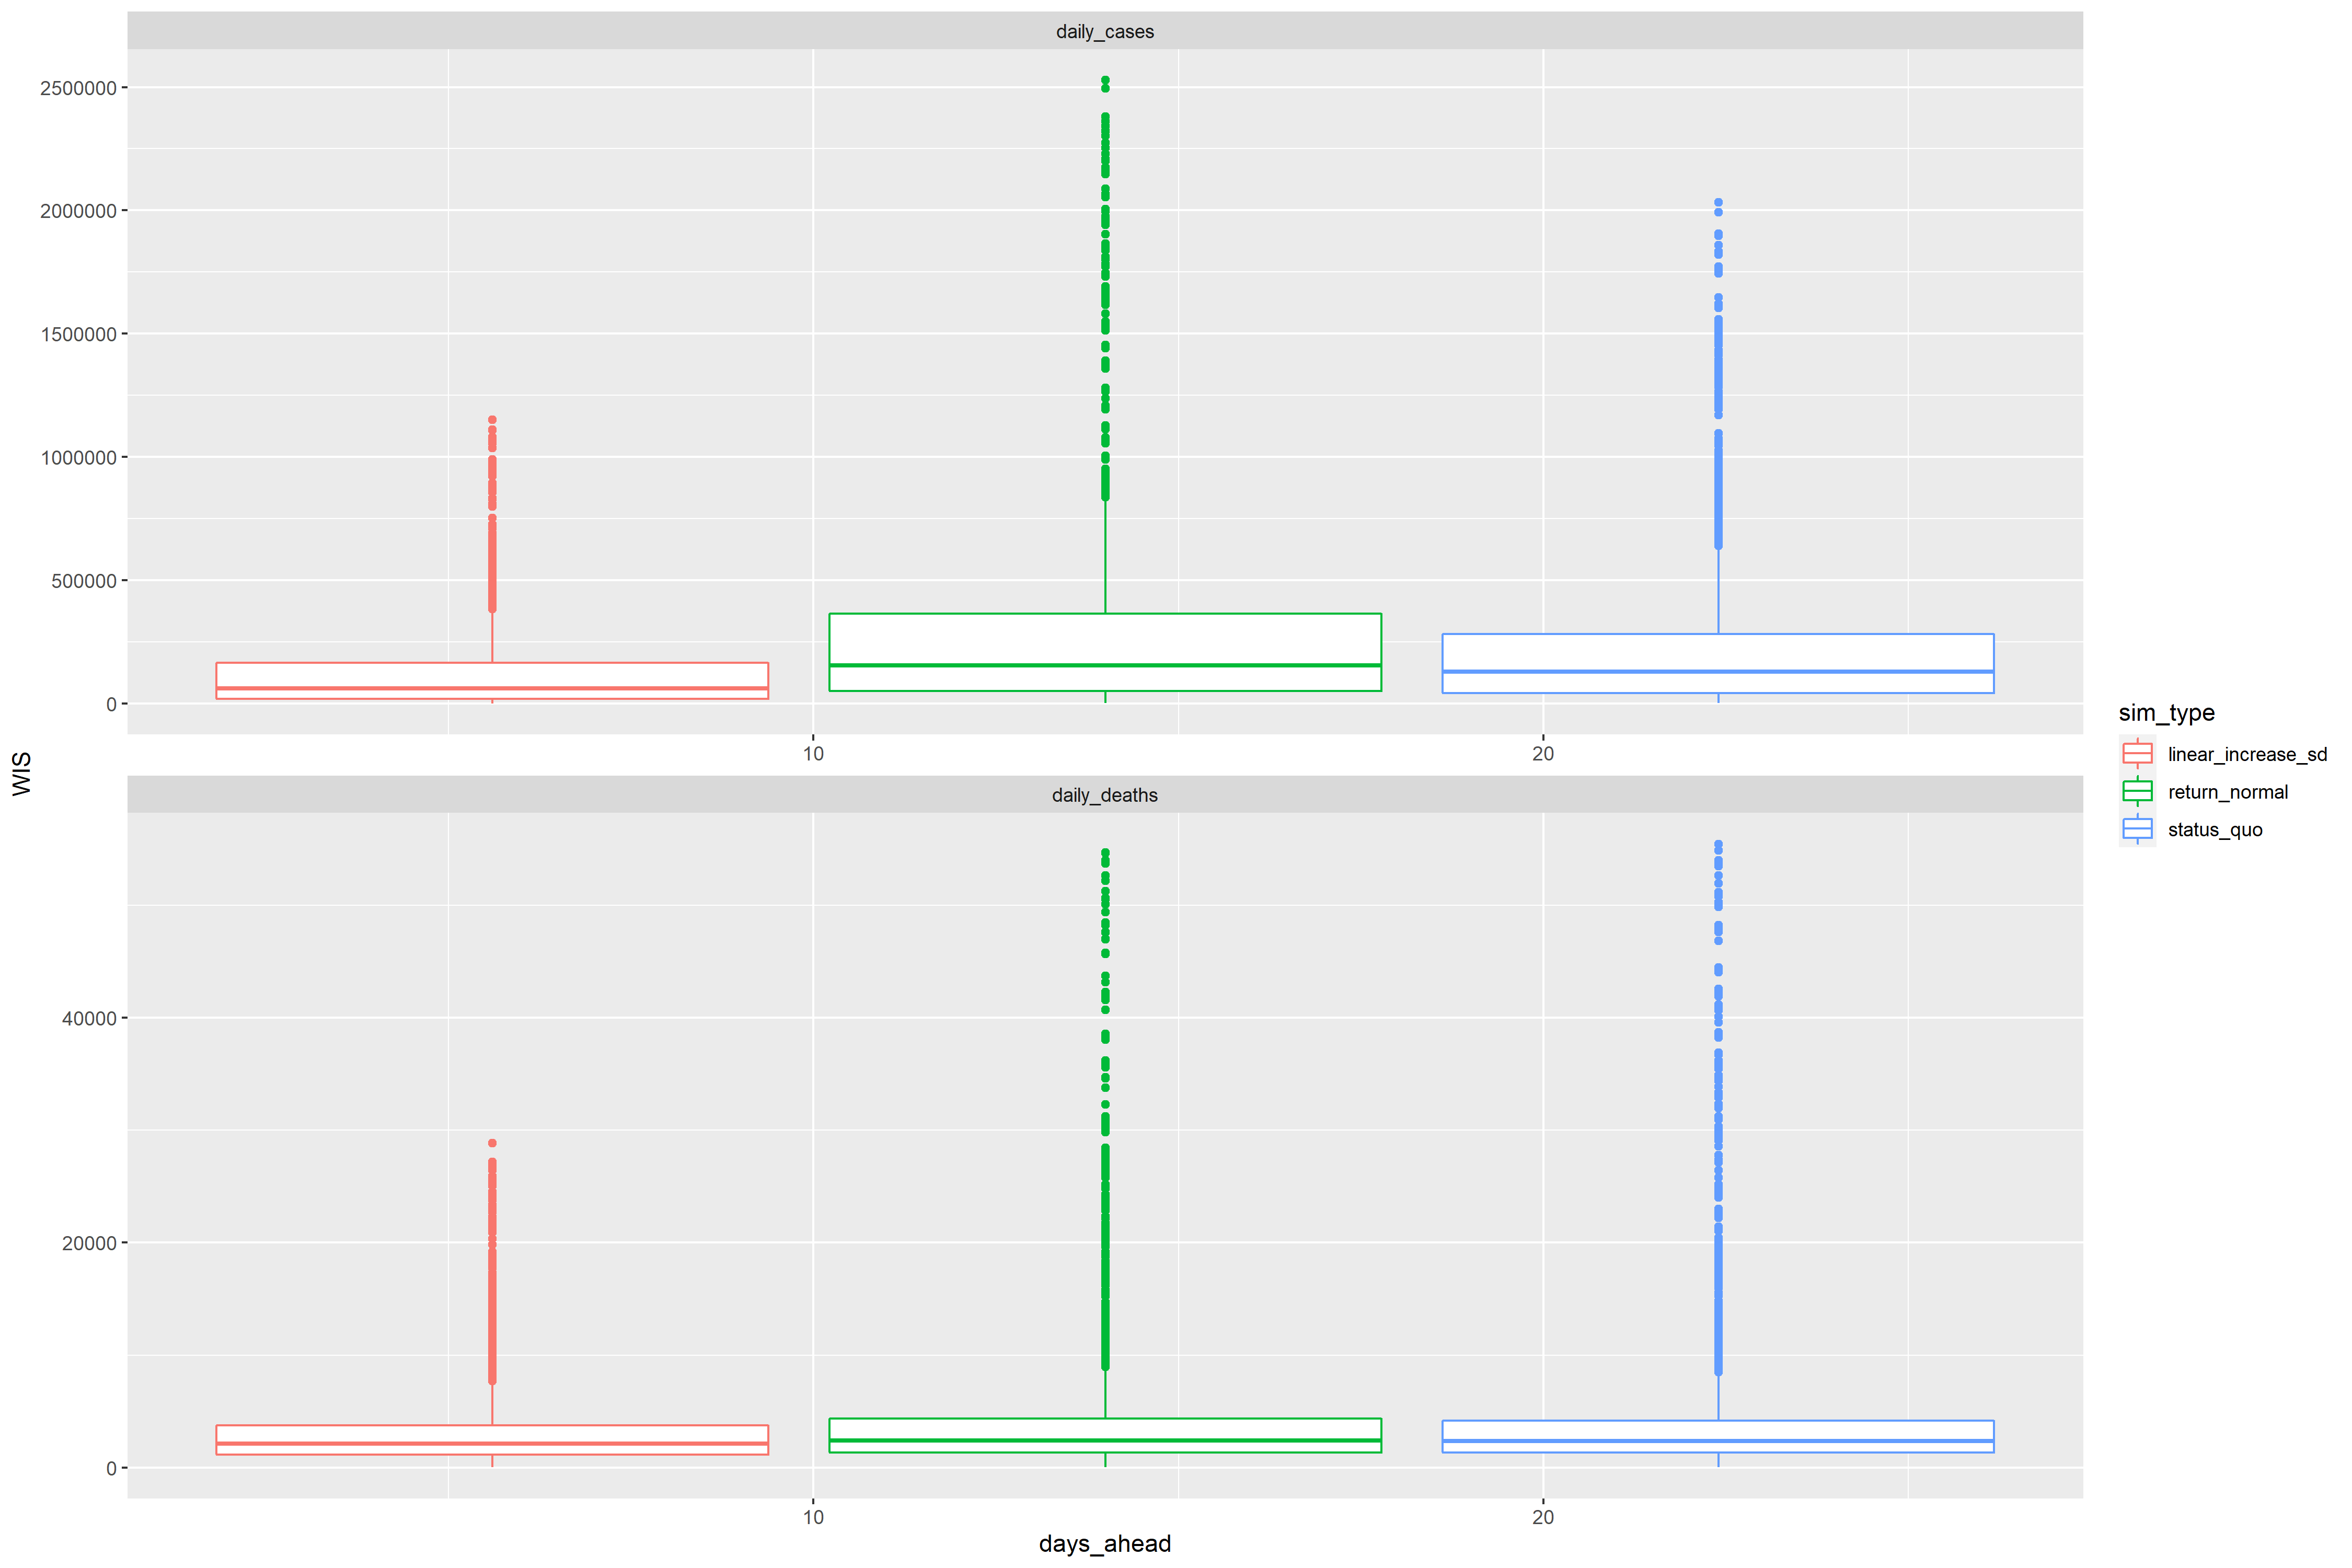 daily_cases
2500000
2000000
1500000
1000000
500000
0
10 20
WIS
daily_deaths
40000
20000
0
10 20
days_ahead
sim_type
linear_increase_sd
return_normal
status_quo